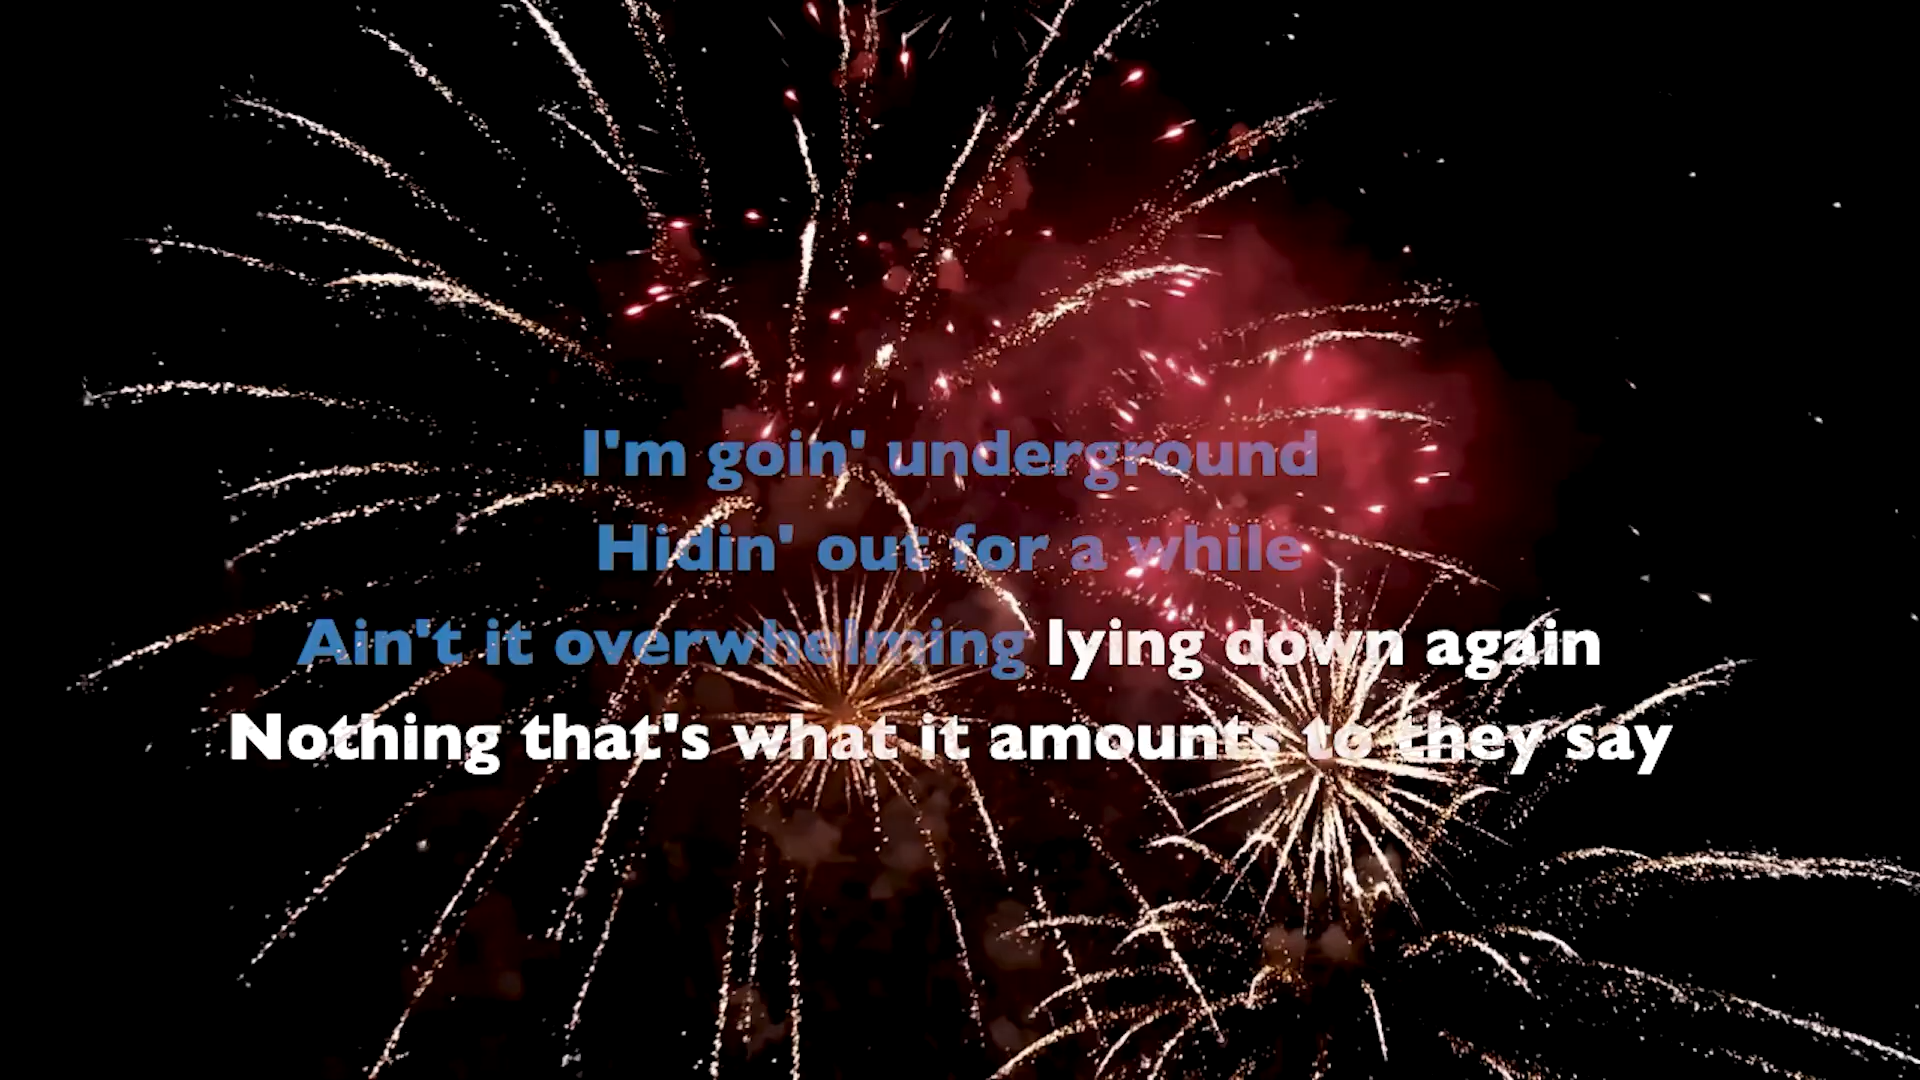 I'm goin' underground
Hidin' out for a while
Ain't it overwhelming lying down again
Nothing that's what it amounts to they say